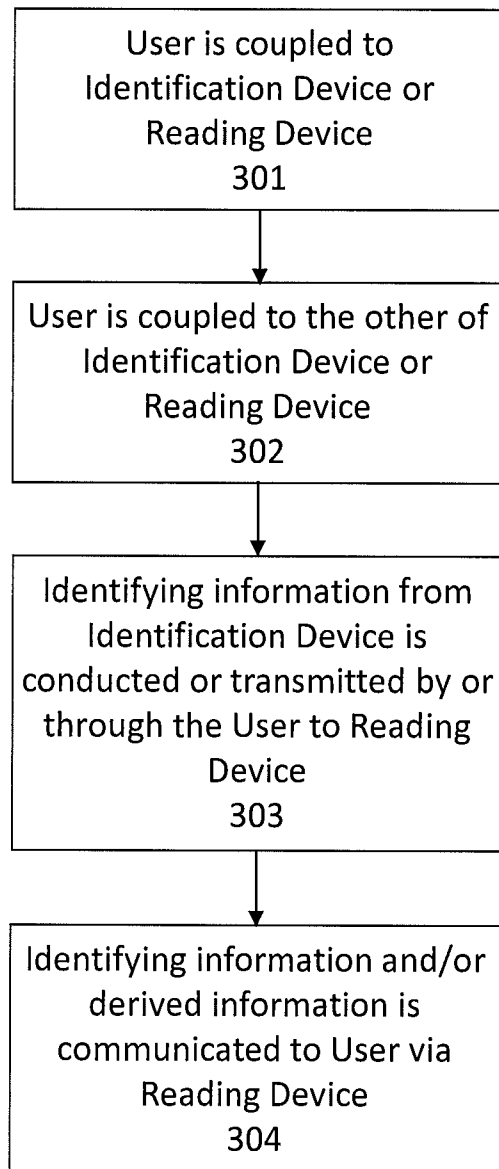 User is coupled to
Identification Device or
Reading Device
301
User is coupled to the other of
Identification Device or
Reading Device
302
Identifying information from
Identification Device is
conducted or transmitted by or
through the User to Reading
Device
303
Identifying information and/or
derived information is
communicated to User via
Reading Device
304